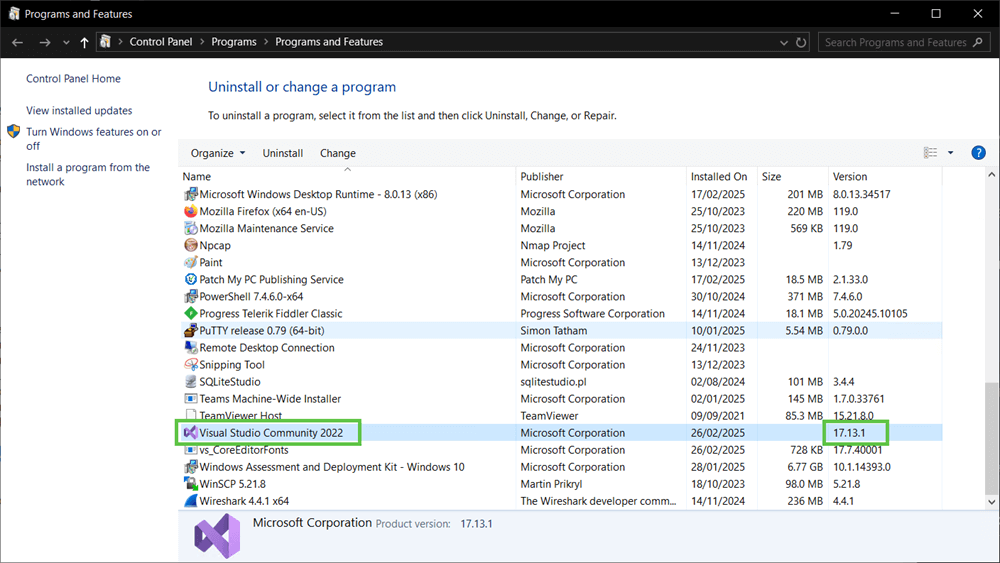 Programs and Features
Control Panel > Programs > Programs and Features
Search Programs and Features
Control Panel Home
View installed updates
Turn Windows features on or
off
Install a program from the
network
Uninstall or change a program
To uninstall a program, select it from the list and then click Uninstall, Change, or Repair.
Organize Uninstall Change
Name Publisher Installed On Size Version
Microsoft Windows Desktop Runtime - 8.0.13 (x86) Microsoft Corporation 17/02/2025 201 MB 8.0.13.34517
Mozilla Firefox (x64 en-US) Mozilla 25/10/2023 220 MB 119.0
Mozilla Maintenance Service Mozilla 25/10/2023 569 KB 119.0
Npcap Nmap Project 14/11/2024 1.79
Paint Microsoft Corporation 13/12/2023
Patch My PC Publishing Service Patch My PC 17/02/2025 18.5 MB 2.1.33.0
PowerShell 7.4.6.0-x64 Microsoft Corporation 30/10/2024 371 MB 7.4.6.0
Progress Telerik Fiddler Classic Progress Software Corporation 14/11/2024 18.1 MB 5.0.20245.10105
PuTTY release 0.79 (64-bit) Simon Tatham 10/01/2025 5.54 MB 0.79.0.0
Remote Desktop Connection Microsoft Corporation 24/11/2023
Snipping Tool Microsoft Corporation 13/12/2023
SQLiteStudio sqlitestudio.pl 02/08/2024 101 MB 3.4.4
Teams Machine-Wide Installer Microsoft Corporation 02/01/2025 145 MB 1.7.0.33761
TeamViewer Host TeamViewer 09/09/2021 85.3 MB 15.21.8.0
Visual Studio Community 2022 Microsoft Corporation 26/02/2025 17.13.1
vs_CoreEditorFonts Microsoft Corporation 26/02/2025 728 KB 17.7.40001
Windows Assessment and Deployment Kit - Windows 10 Microsoft Corporation 28/01/2025 6.77 GB 10.1.14393.0
WinSCP 5.21.8 Martin Prikryl 18/10/2023 98.0 MB 5.21.8
Wireshark 4.4.1 x64 The Wireshark developer comm... 14/11/2024 236 MB 4.4.1
Microsoft Corporation Product version: 17.13.1